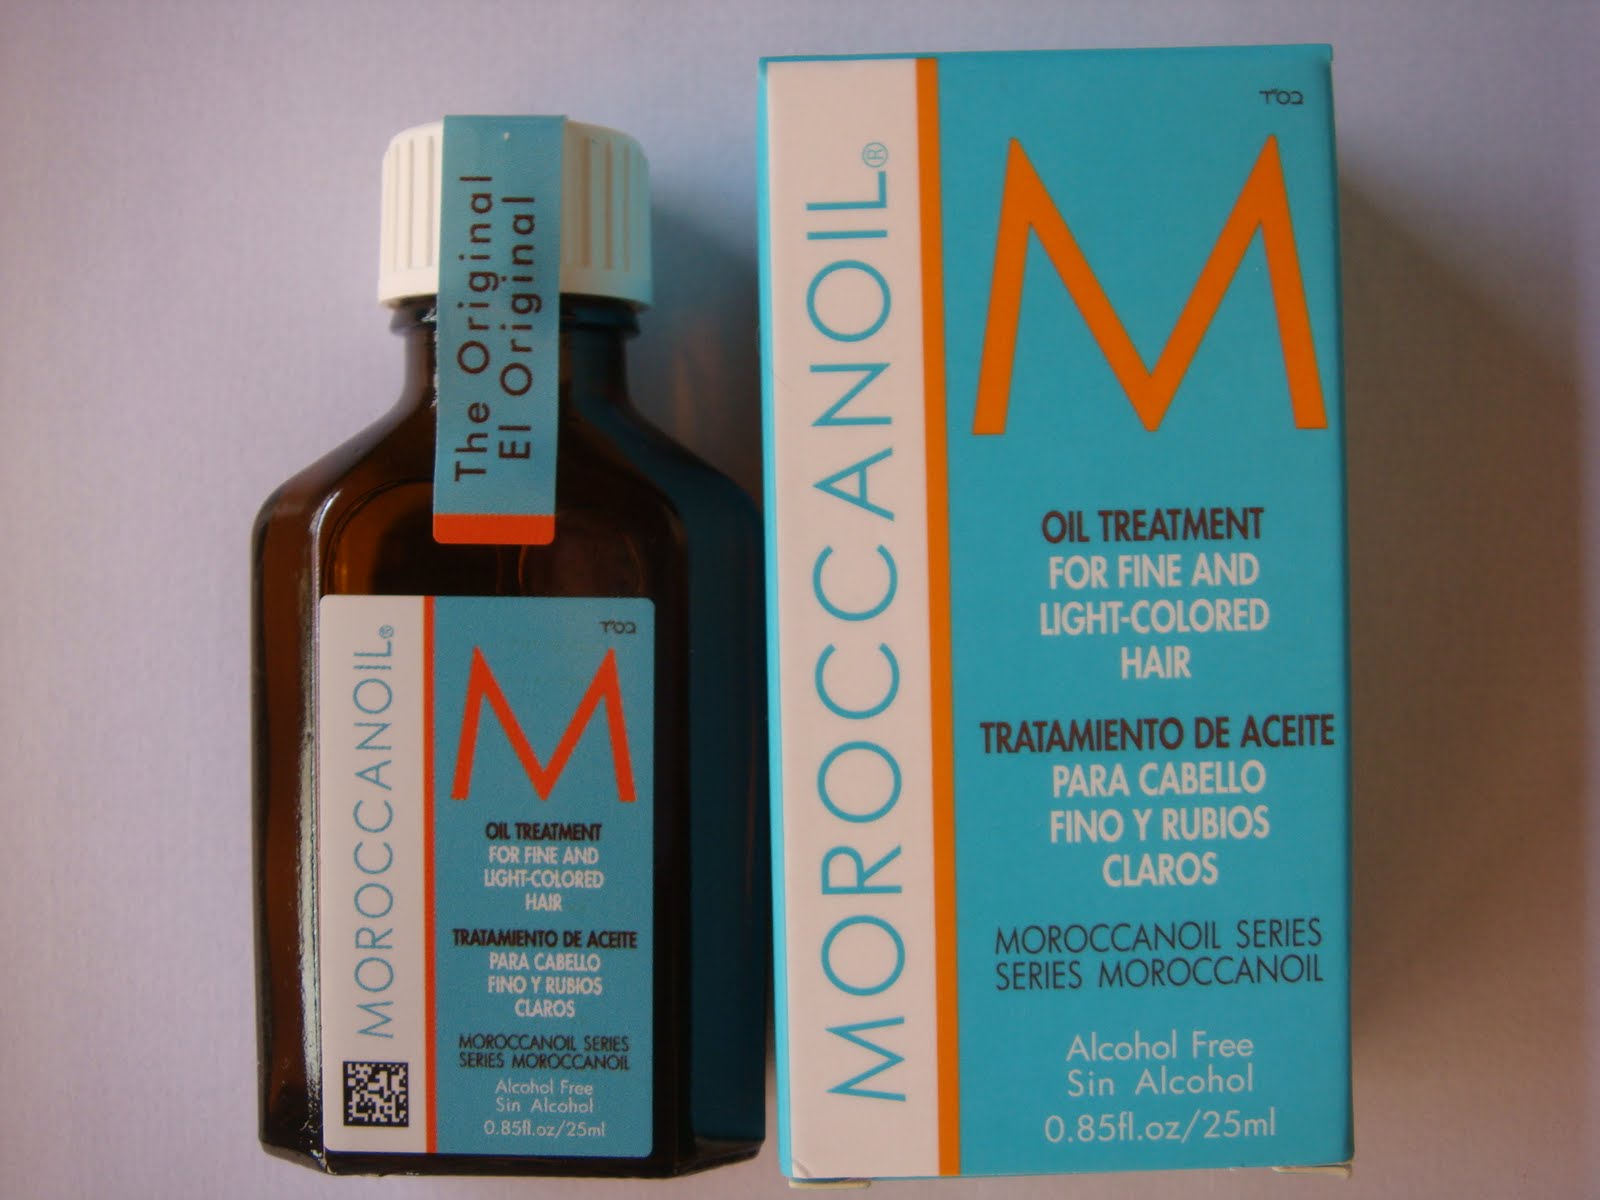 The Original
El Original
MOROCCANOIL®
בס"ד
M
OIL TREATMENT
FOR FINE AND
LIGHT-COLORED
HAIR
TRATAMIENTO DE ACEITE
PARA CABELLO
FINO Y RUBIOS
CLAROS
MOROCCANOIL SERIES
SERIES MOROCCANOIL
Alcohol Free
Sin Alcohol
0.85fl.oz/25ml
MOROCCANOIL®
בס"ד
M
OIL TREATMENT
FOR FINE AND
LIGHT-COLORED
HAIR
TRATAMIENTO DE ACEITE
PARA CABELLO
FINO Y RUBIOS
CLAROS
MOROCCANOIL SERIES
SERIES MOROCCANOIL
Alcohol Free
Sin Alcohol
0.85fl.oz/25ml